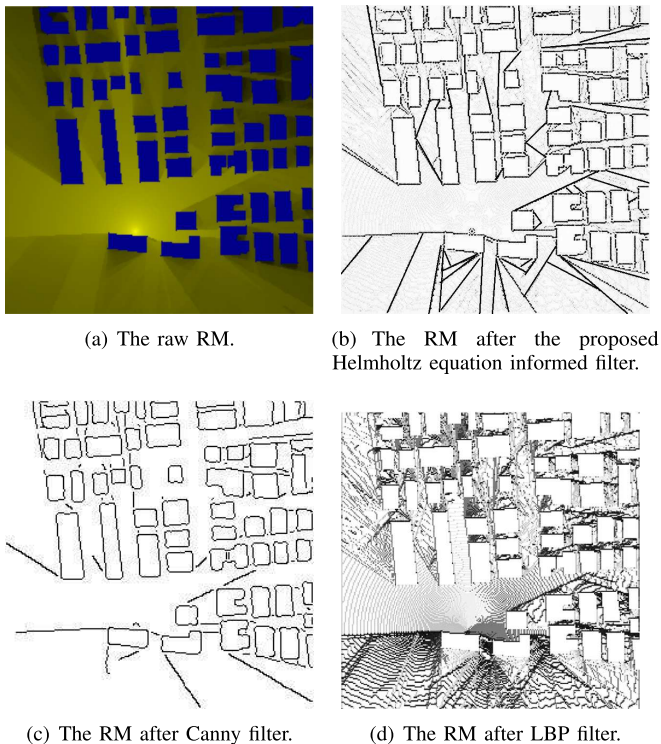 (a) The raw RM.
(b) The RM after the proposed
Helmholtz equation informed filter.
(c) The RM after Canny filter.
(d) The RM after LBP filter.